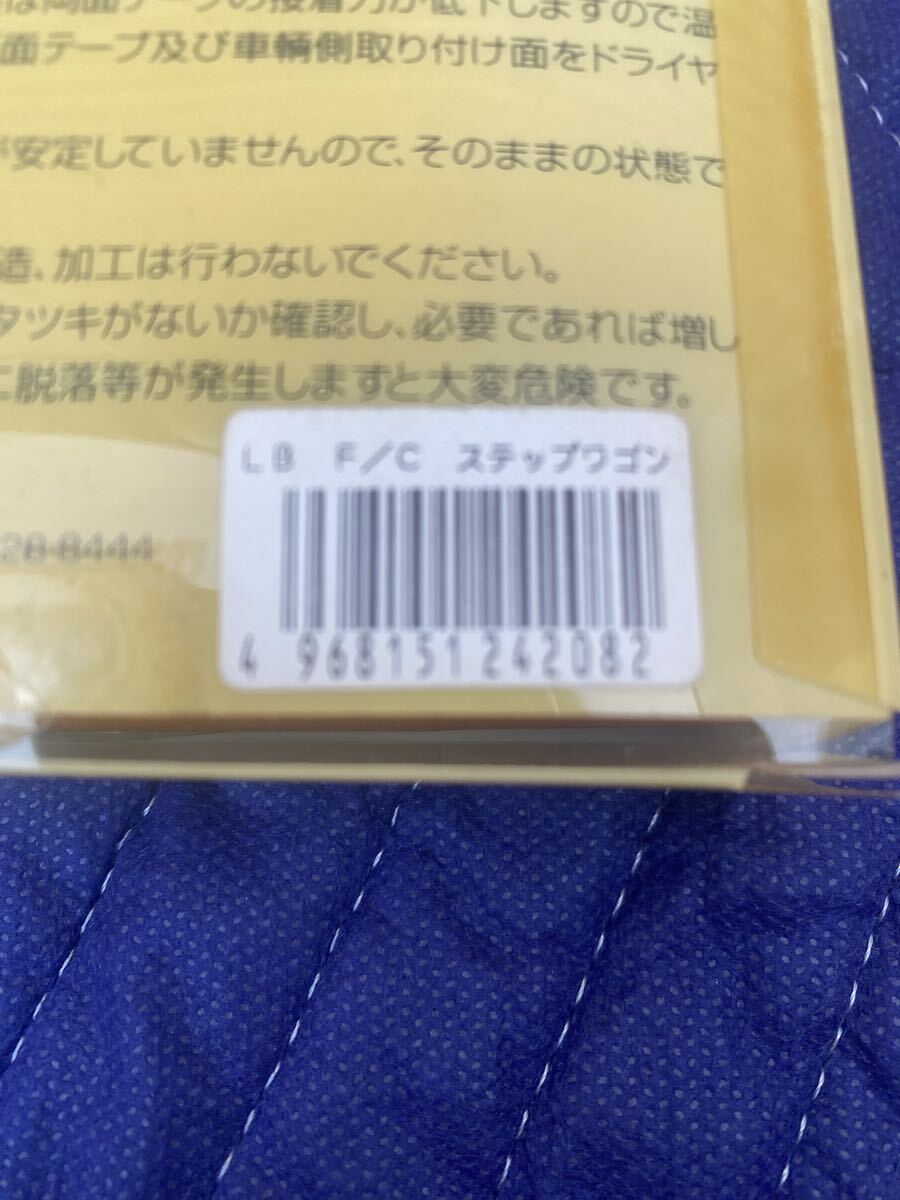 は両面テープの接着力が低下しますので温
面テープ及び車輌側取り付け面をドライヤ
が安定していませんので、そのままの状態で
造、加工は行わないでください。
タツキがないか確認し、必要であれば増し
に脱落等が発生しますと大変危険です。
LB F/C ステップワゴン
28-8444
4 968151 242082